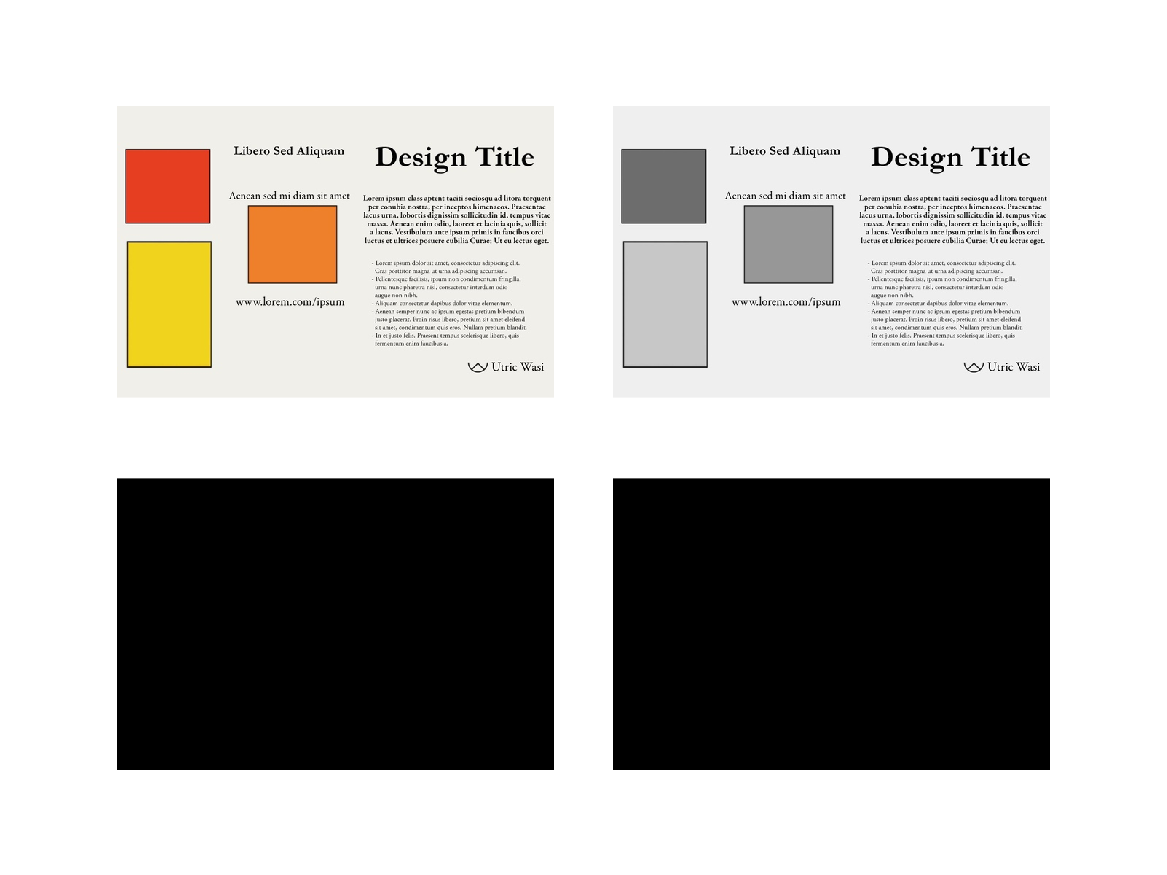 Libero Sed Aliquam
Aenean sed mi diam sit amet
www.lorem.com/ipsum
Design Title
Lorem ipsum class aptent taciti sociosqu ad litora torquent
per conubia nostra, per inceptos himenaeos. Praesentae
lacus urna, lobortis dignissim sollicitudin id, tempus vitae
massa. Aenean enim odio, laoreet et lacinia quis, sollicit
a lacus. Vestibulum ante ipsum primis in faucibus orci
luctus et ultrices posuere cubilia Curae; Ut eu lectus eget.
- Lorem ipsum dolor sit amet, consectetur adipiscing elit.
Cras porttitor magna at urna adipiscing accumsan.
- Pellentesque facilisis, ipsum non condimentum fringilla,
urna nunc pharetra nisl, consectetur interdum odio
augue non nibh.
- Aliquam consectetur dapibus dolor vitae elementum.
Aenean semper nunc ac ipsum egestas pretium bibendum
justo placerat. Proin risus libero, pretium sit amet eleifend
sit amet, condimentum quis eros. Nullam pretium blandit
In et justo felis. Praesent tempus scelerisque libero, quis
fermentum enim faucibus a.
Utric Wasi
Libero Sed Aliquam
Aenean sed mi diam sit amet
www.lorem.com/ipsum
Design Title
Lorem ipsum class aptent taciti sociosqu ad litora torquent
per conubia nostra, per inceptos himenaeos. Praesentae
lacus urna, lobortis dignissim sollicitudin id, tempus vitae
massa. Aenean enim odio, laoreet et lacinia quis, sollicit
a lacus. Vestibulum ante ipsum primis in faucibus orci
luctus et ultrices posuere cubilia Curae; Ut eu lectus eget.
- Lorem ipsum dolor sit amet, consectetur adipiscing elit.
Cras porttitor magna at urna adipiscing accumsan.
- Pellentesque facilisis, ipsum non condimentum fringilla,
urna nunc pharetra nisl, consectetur interdum odio
augue non nibh.
- Aliquam consectetur dapibus dolor vitae elementum.
Aenean semper nunc ac ipsum egestas pretium bibendum
justo placerat. Proin risus libero, pretium sit amet eleifend
sit amet, condimentum quis eros. Nullam pretium blandit
In et justo felis. Praesent tempus scelerisque libero, quis
fermentum enim faucibus a.
Utric Wasi